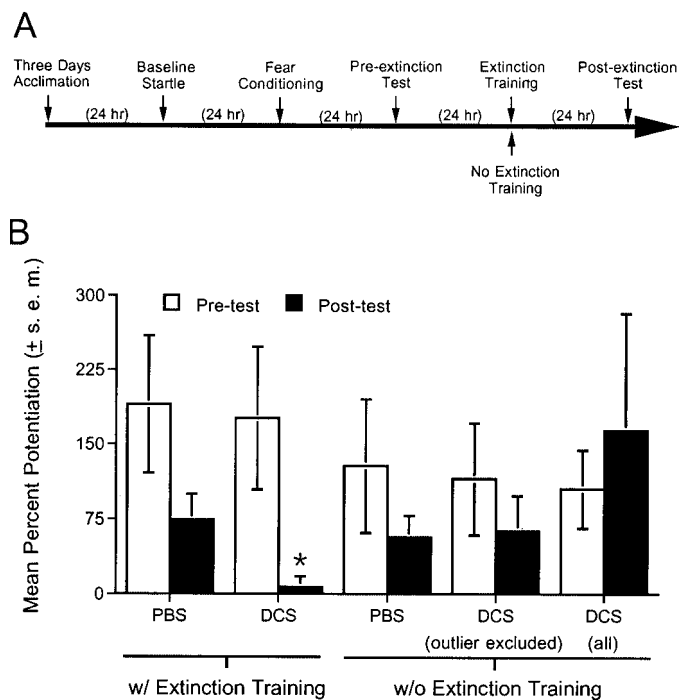 A
Three Days Acclimation
Baseline Startle
Fear Conditioning
Pre-extinction Test
Extinction Training
Post-extinction Test
(24 hr) (24 hr) (24 hr) (24 hr) (24 hr)
No Extinction Training
B
Mean Percent Potentiation (± s. e. m.)
300
225
150
75
0
Pre-test Post-test
*
PBS DCS PBS DCS DCS
(outlier excluded) (all)
w/ Extinction Training w/o Extinction Training